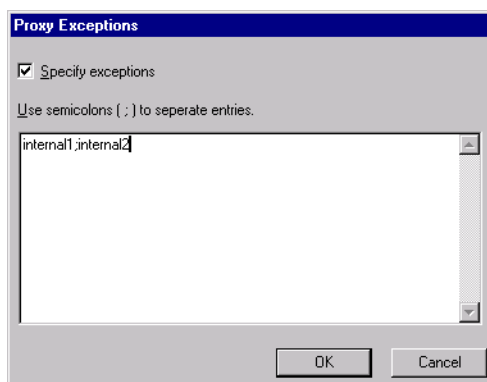 Proxy Exceptions
Specify exceptions
Use semicolons ( ; ) to seperate entries.
internal1;internal2
OK Cancel